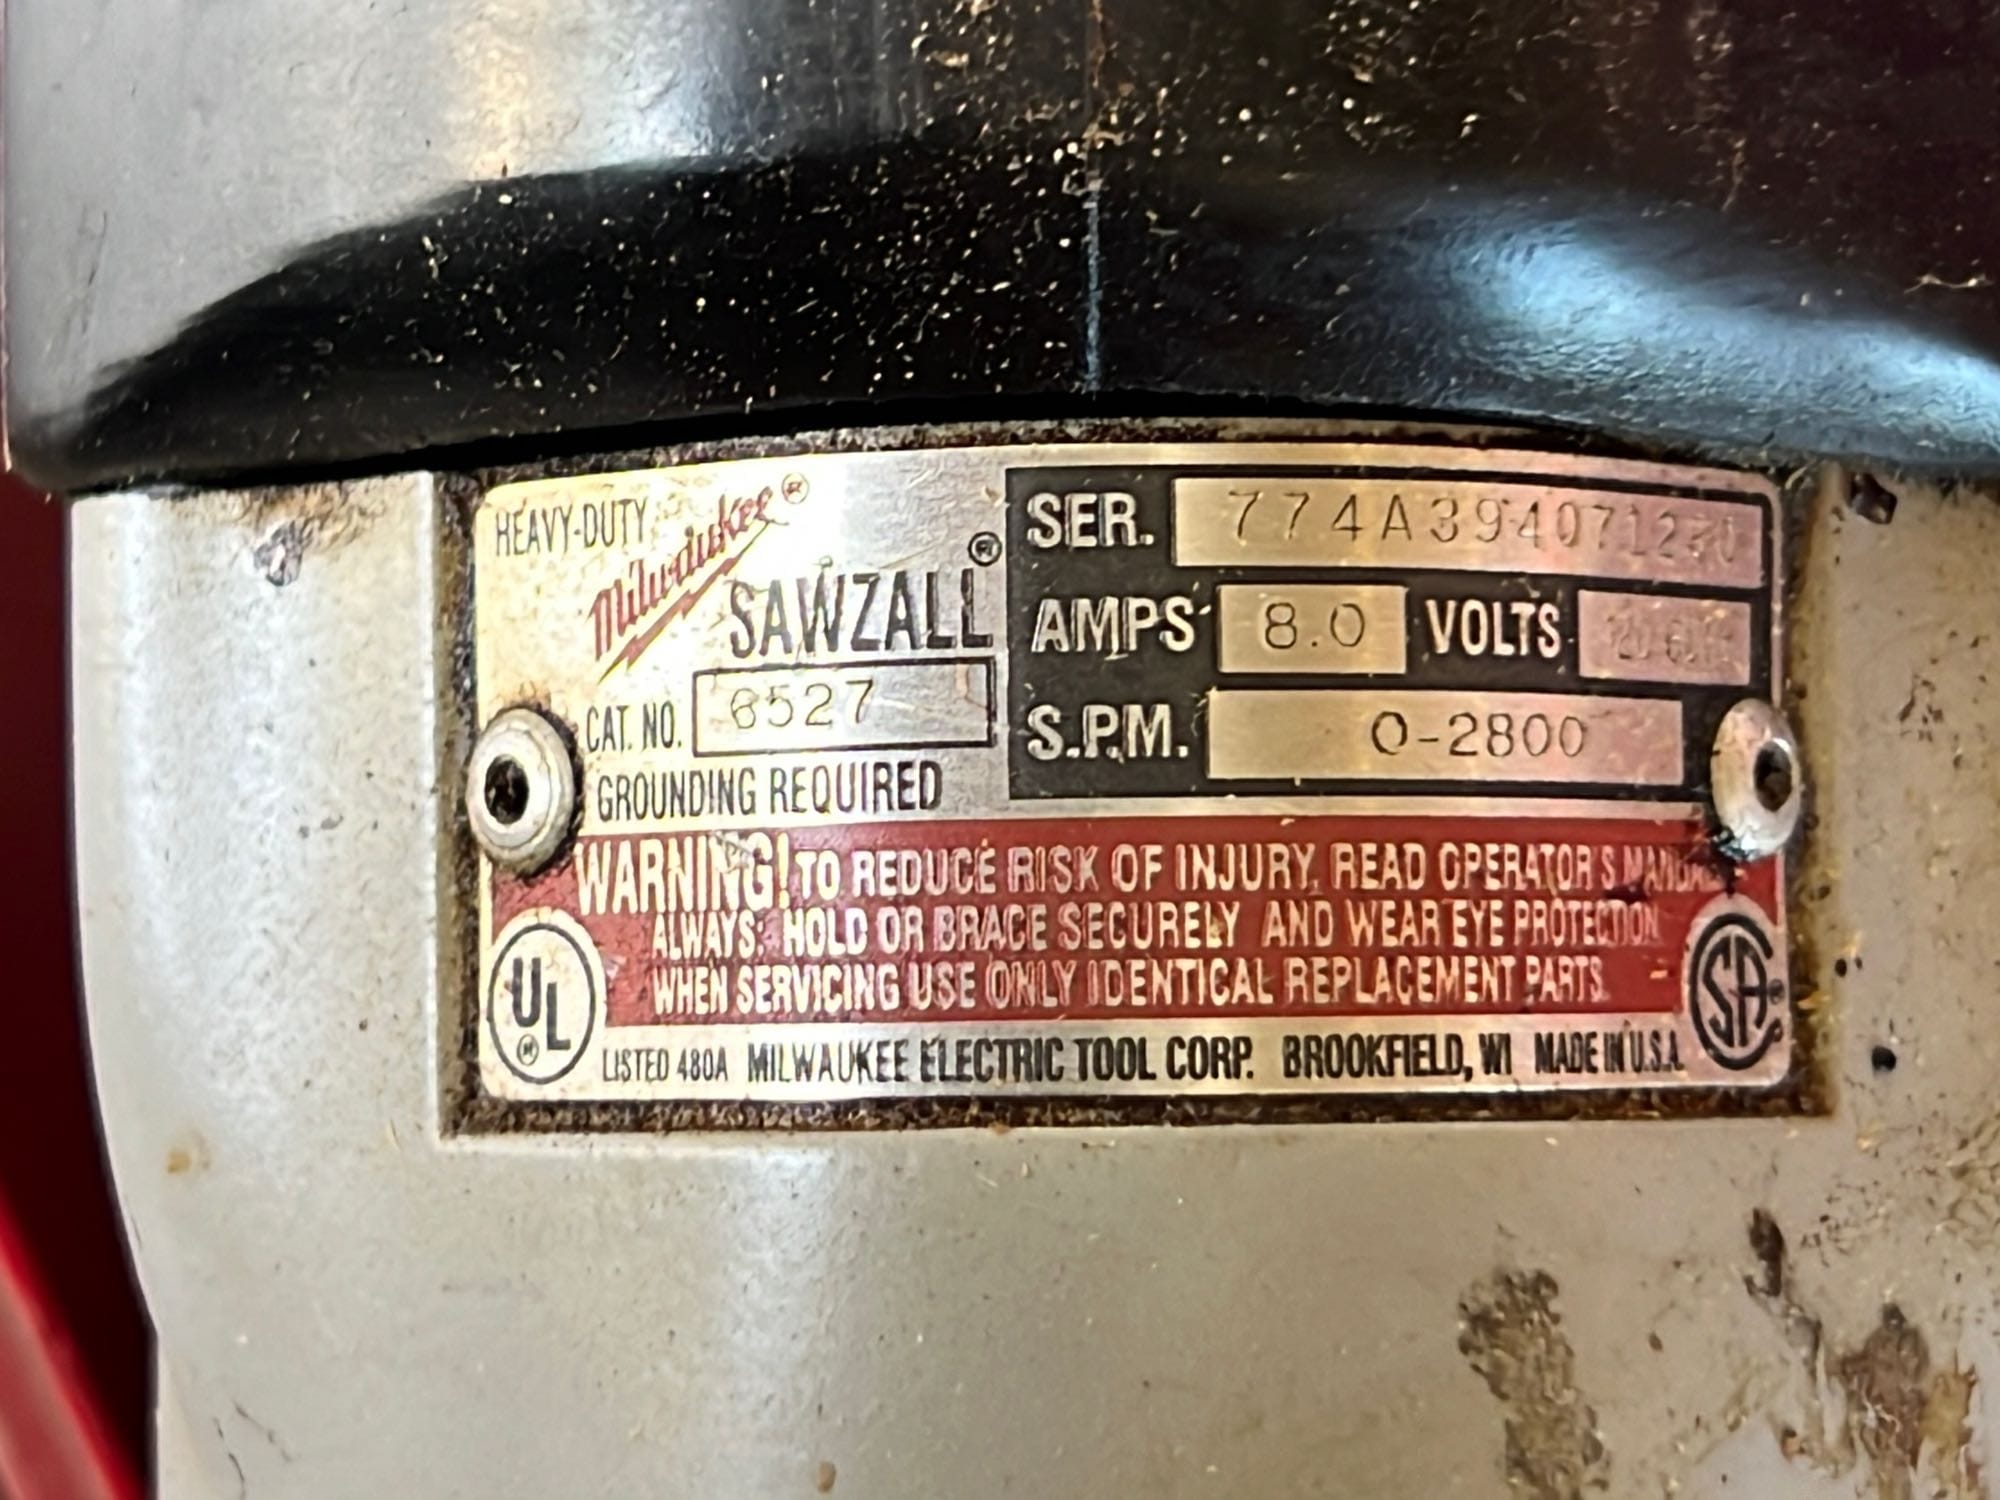 HEAVY-DUTY
Milwaukee®
SAWZALL®
CAT. NO. 6527
GROUNDING REQUIRED
SER.
AMPS 8.0 VOLTS
S.P.M. 0-2800
WARNING! TO REDUCE RISK OF INJURY, READ OPERATOR'S MANUAL.
ALWAYS: HOLD OR BRACE SECURELY AND WEAR EYE PROTECTION
WHEN SERVICING USE ONLY IDENTICAL REPLACEMENT PARTS.
UL®
SA®
LISTED 480A MILWAUKEE ELECTRIC TOOL CORP. BROOKFIELD, WI MADE IN U.S.A.